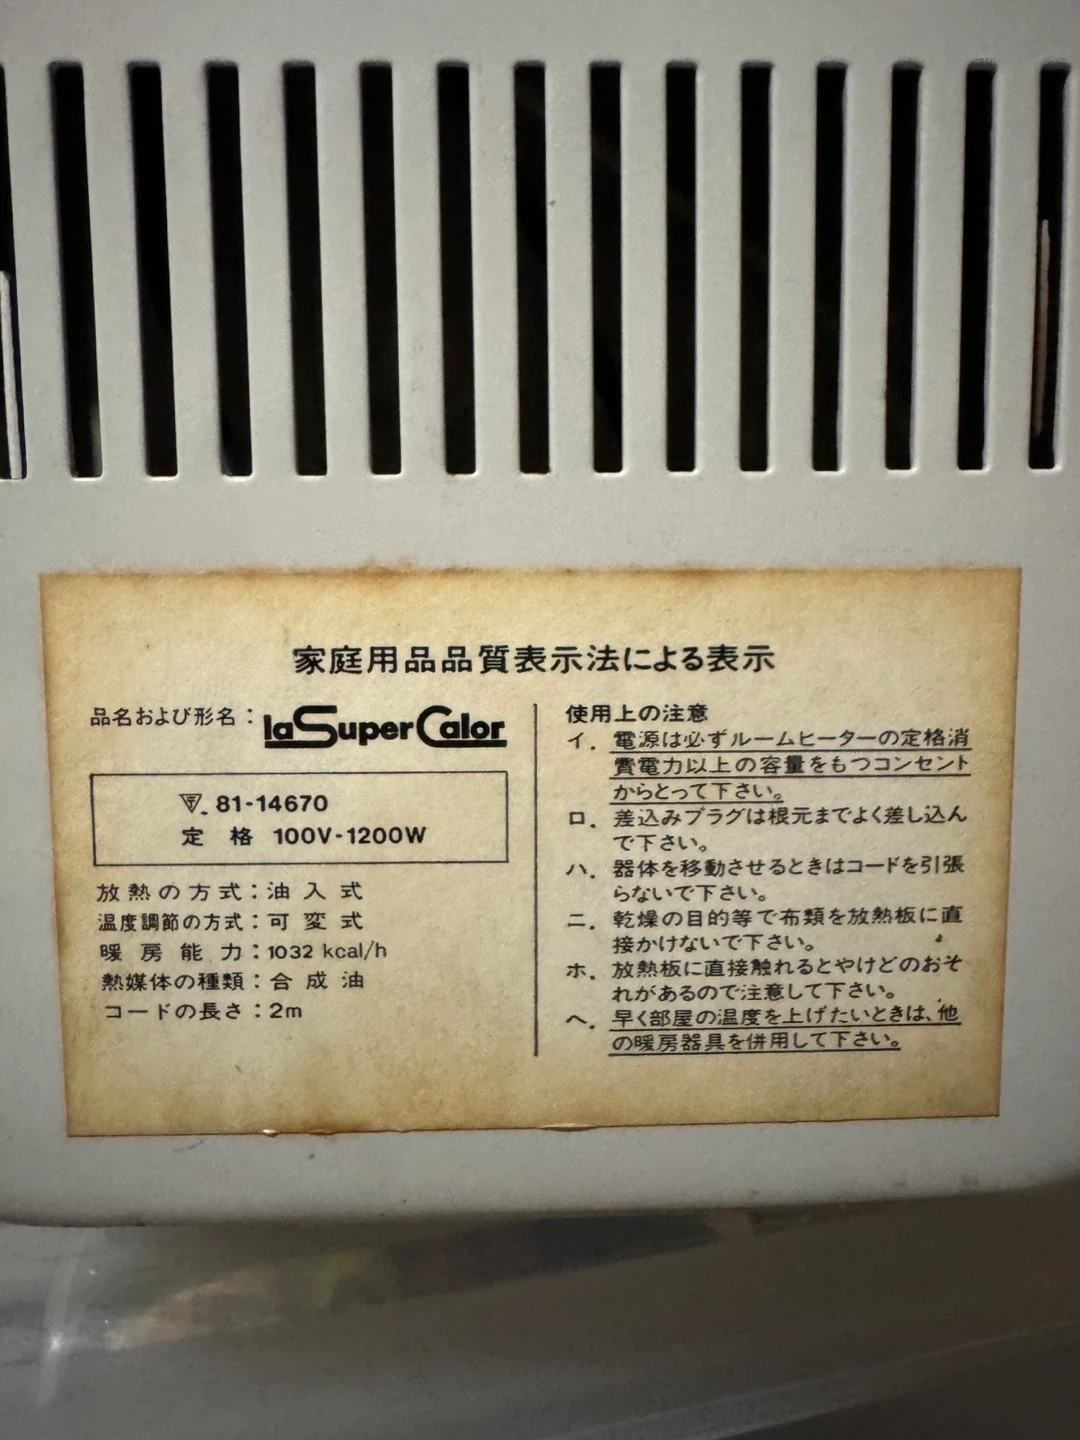 家庭用品品質表示法による表示
品名および形名：la Super Calor
81-14670
定格 100V-1200W
放熱の方式：油入式
温度調節の方式：可変式
暖房能力：1032 kcal/h
熱媒体の種類：合成油
コードの長さ：2m
使用上の注意
イ．電源は必ずルームヒーターの定格消
費電力以上の容量をもつコンセント
からとって下さい。
ロ．差込みプラグは根元までよく差し込ん
で下さい。
ハ．器体を移動させるときはコードを引張
らないで下さい。
ニ．乾燥の目的等で布類を放熱板に直
接かけないで下さい。
ホ．放熱板に直接触れるとやけどのおそ
れがあるので注意して下さい。
ヘ．早く部屋の温度を上げたいときは、他
の暖房器具を併用して下さい。